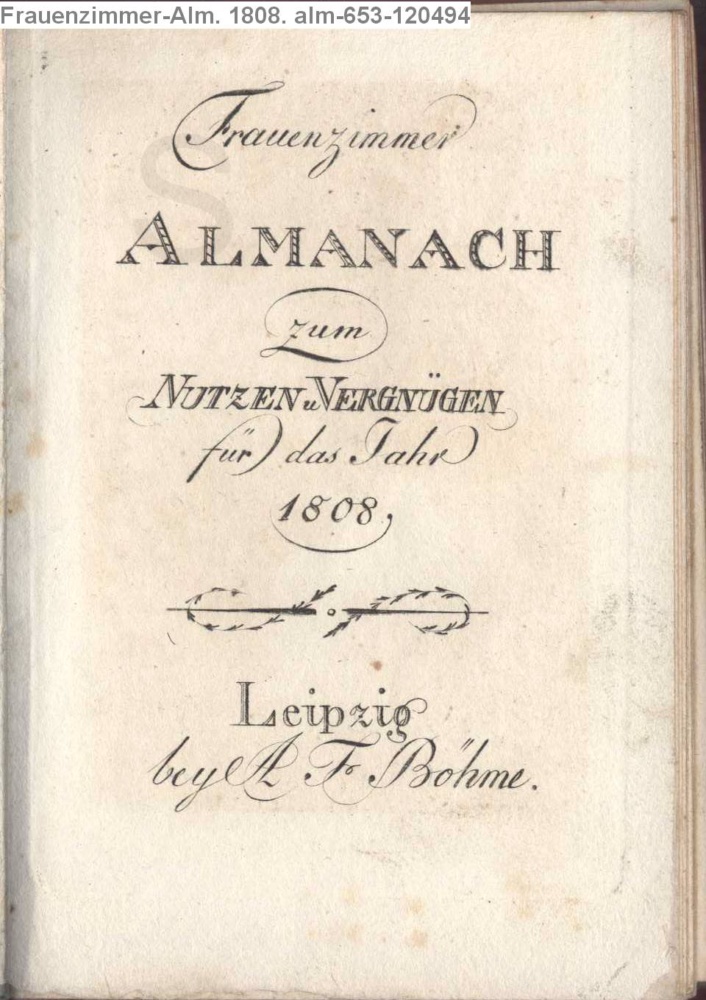 Frauenzimmer-Alm. 1808. alm-653-120494
Frauenzimmer
ALMANACH
zum
NUTZEN u. VERGNÜGEN
für das Jahr
1808,
Leipzig
bey A F Böhme.